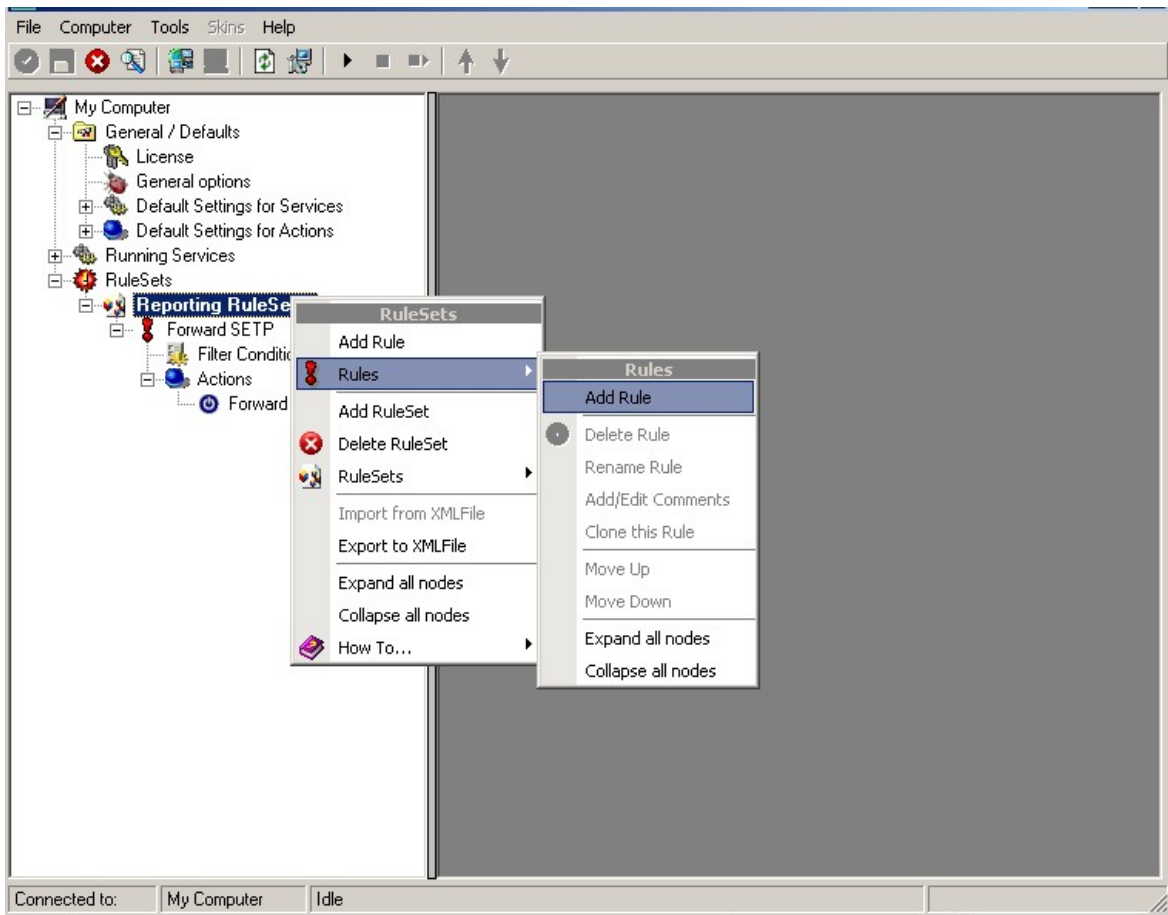 File Computer Tools Skins Help
My Computer
General / Defaults
License
General options
Default Settings for Services
Default Settings for Actions
Running Services
RuleSets
Reporting RuleSe
Forward SETP
Filter Conditic
Actions
Forward
RuleSets
Add Rule
Rules
Add RuleSet
Delete RuleSet
RuleSets
Import from XMLFile
Export to XMLFile
Expand all nodes
Collapse all nodes
How To...
Rules
Add Rule
Delete Rule
Rename Rule
Add/Edit Comments
Clone this Rule
Move Up
Move Down
Expand all nodes
Collapse all nodes
Connected to: My Computer Idle